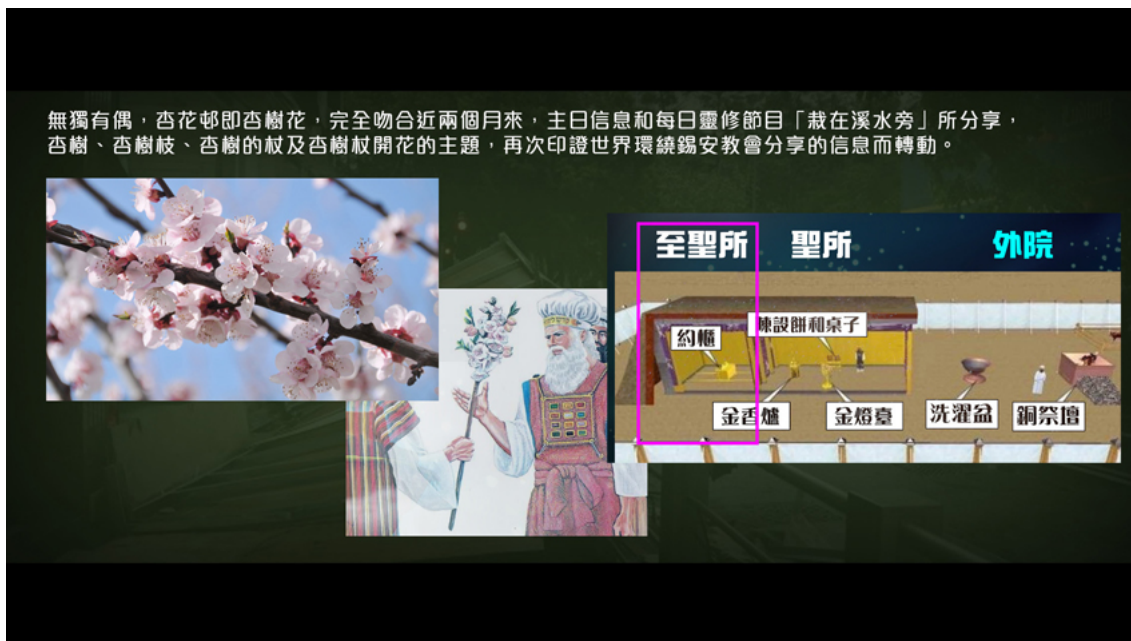 無獨有偶，杏花邨即杏樹花，完全吻合近兩個月來，主日信息和每日靈修節目「栽在溪水旁」所分享，
杏樹、杏樹枝、杏樹的杖及杏樹杖開花的主題，再次印證世界環繞錫安教會分享的信息而轉動。
至聖所 聖所 外院
約櫃 陳設餅和桌子
金香爐 金燈臺 洗濯盆 銅祭壇